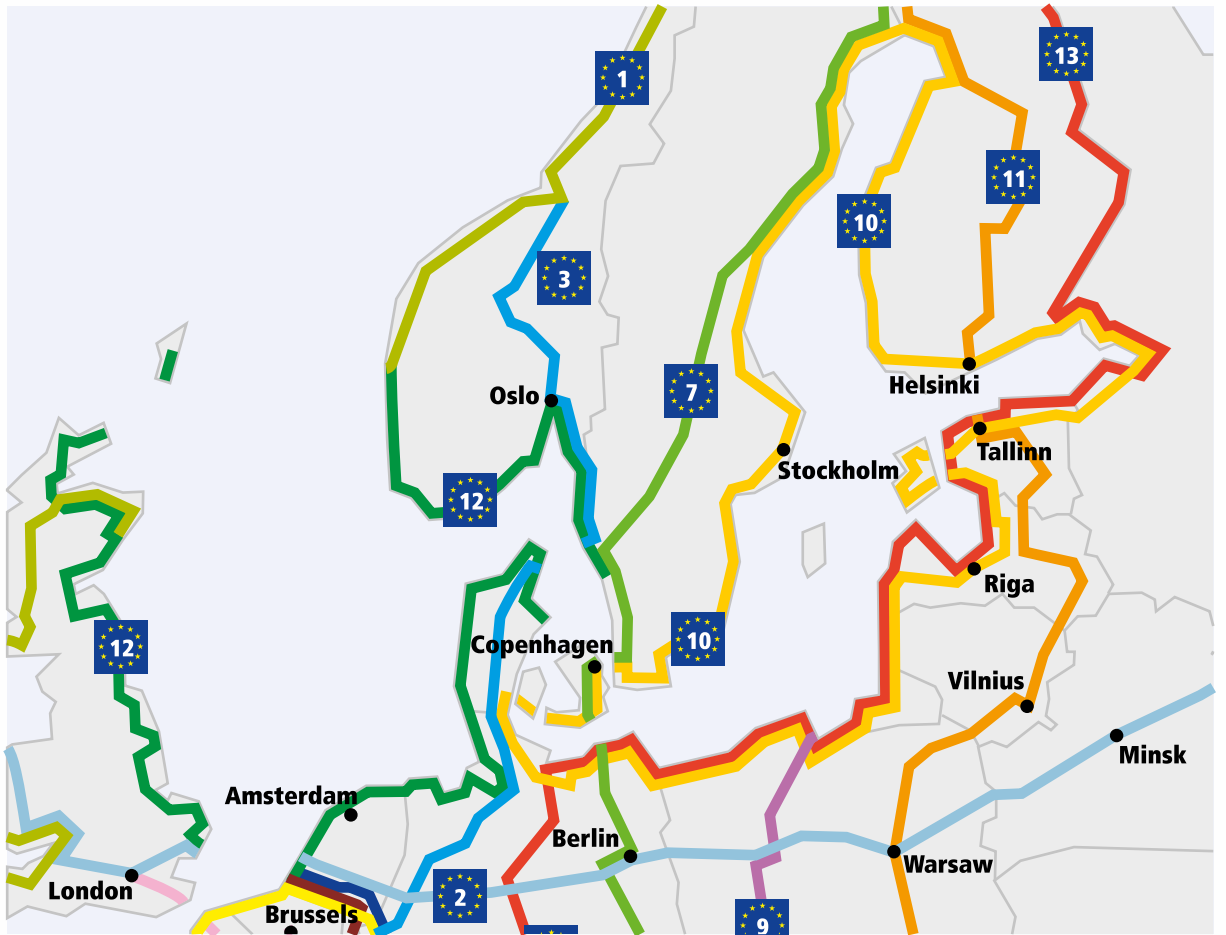 1
13
11
10
3
7
Oslo
Helsinki
Tallinn
Stockholm
12
Riga
12
Copenhagen
10
Vilnius
Minsk
Amsterdam
Berlin
Warsaw
London
2
Brussels
9